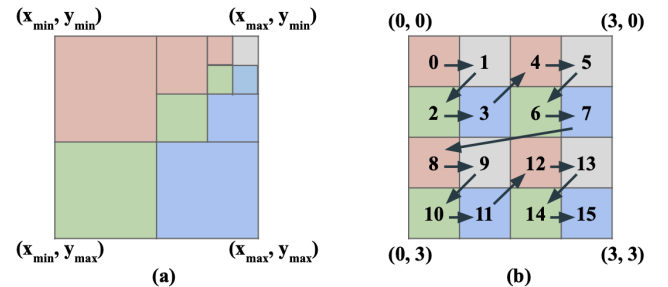 (xmin, ymin) (xmax, ymin) (0, 0) (3, 0)
0 1 4 5
2 3 6 7
8 9 12 13
10 11 14 15
(xmin, ymax) (xmax, ymax) (0, 3) (3, 3)
(a) (b)